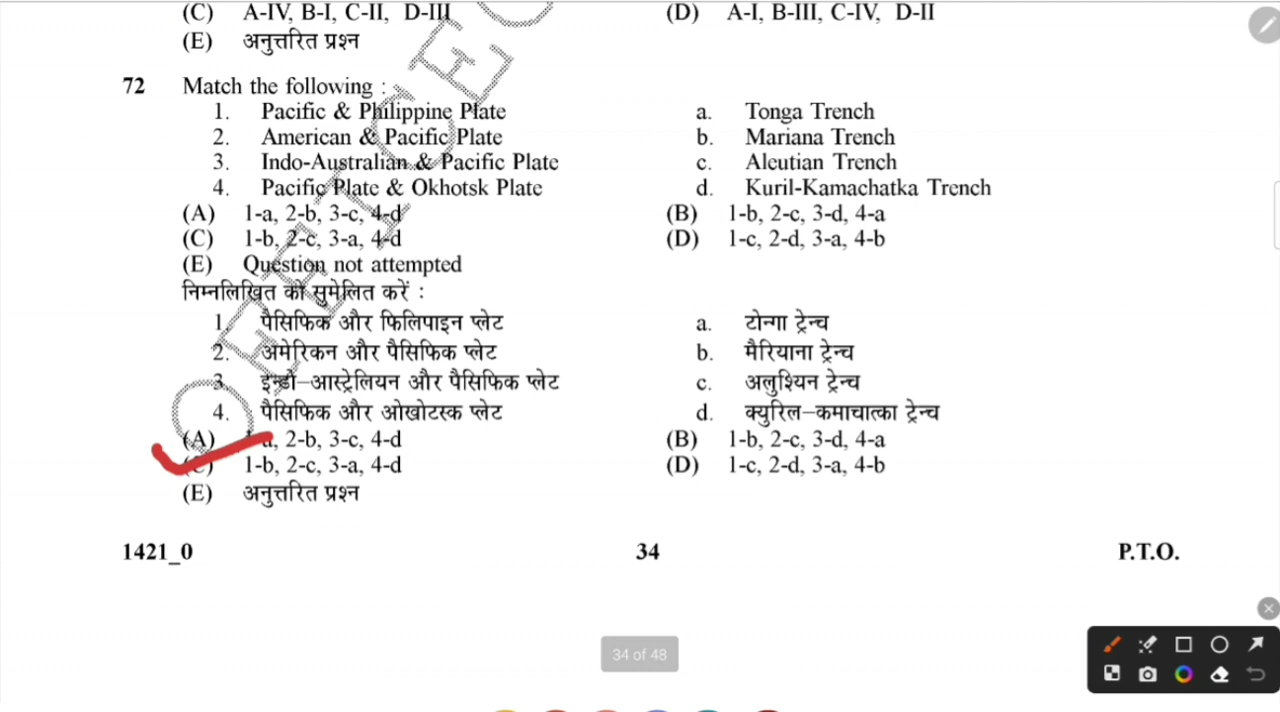 (C) A-IV, B-I, C-II, D-III (D) A-I, B-III, C-IV, D-II
(E) अनुत्तरित प्रश्न
72 Match the following :
1. Pacific & Philippine Plate a. Tonga Trench
2. American & Pacific Plate b. Mariana Trench
3. Indo-Australian & Pacific Plate c. Aleutian Trench
4. Pacific Plate & Okhotsk Plate d. Kuril-Kamachatka Trench
(A) 1-a, 2-b, 3-c, 4-d (B) 1-b, 2-c, 3-d, 4-a
(C) 1-b, 2-c, 3-a, 4-d (D) 1-c, 2-d, 3-a, 4-b
(E) Question not attempted
निम्नलिखित को सुमेलित करें :
1. पैसिफिक और फिलिपाइन प्लेट a. टोन्गा ट्रेन्च
2. अमेरिकन और पैसिफिक प्लेट b. मैरियाना ट्रेन्च
3. इंन्डो–आस्ट्रेलियन और पैसिफिक प्लेट c. अलुश्यिन ट्रेन्च
4. पैसिफिक और ओखोटस्क प्लेट d. क्युरिल–कमाचात्का ट्रेन्च
(A) 2-b, 3-c, 4-d (B) 1-b, 2-c, 3-d, 4-a
(C) 1-b, 2-c, 3-a, 4-d (D) 1-c, 2-d, 3-a, 4-b
(E) अनुत्तरित प्रश्न
1421_0 34 P.T.O.
34 of 48